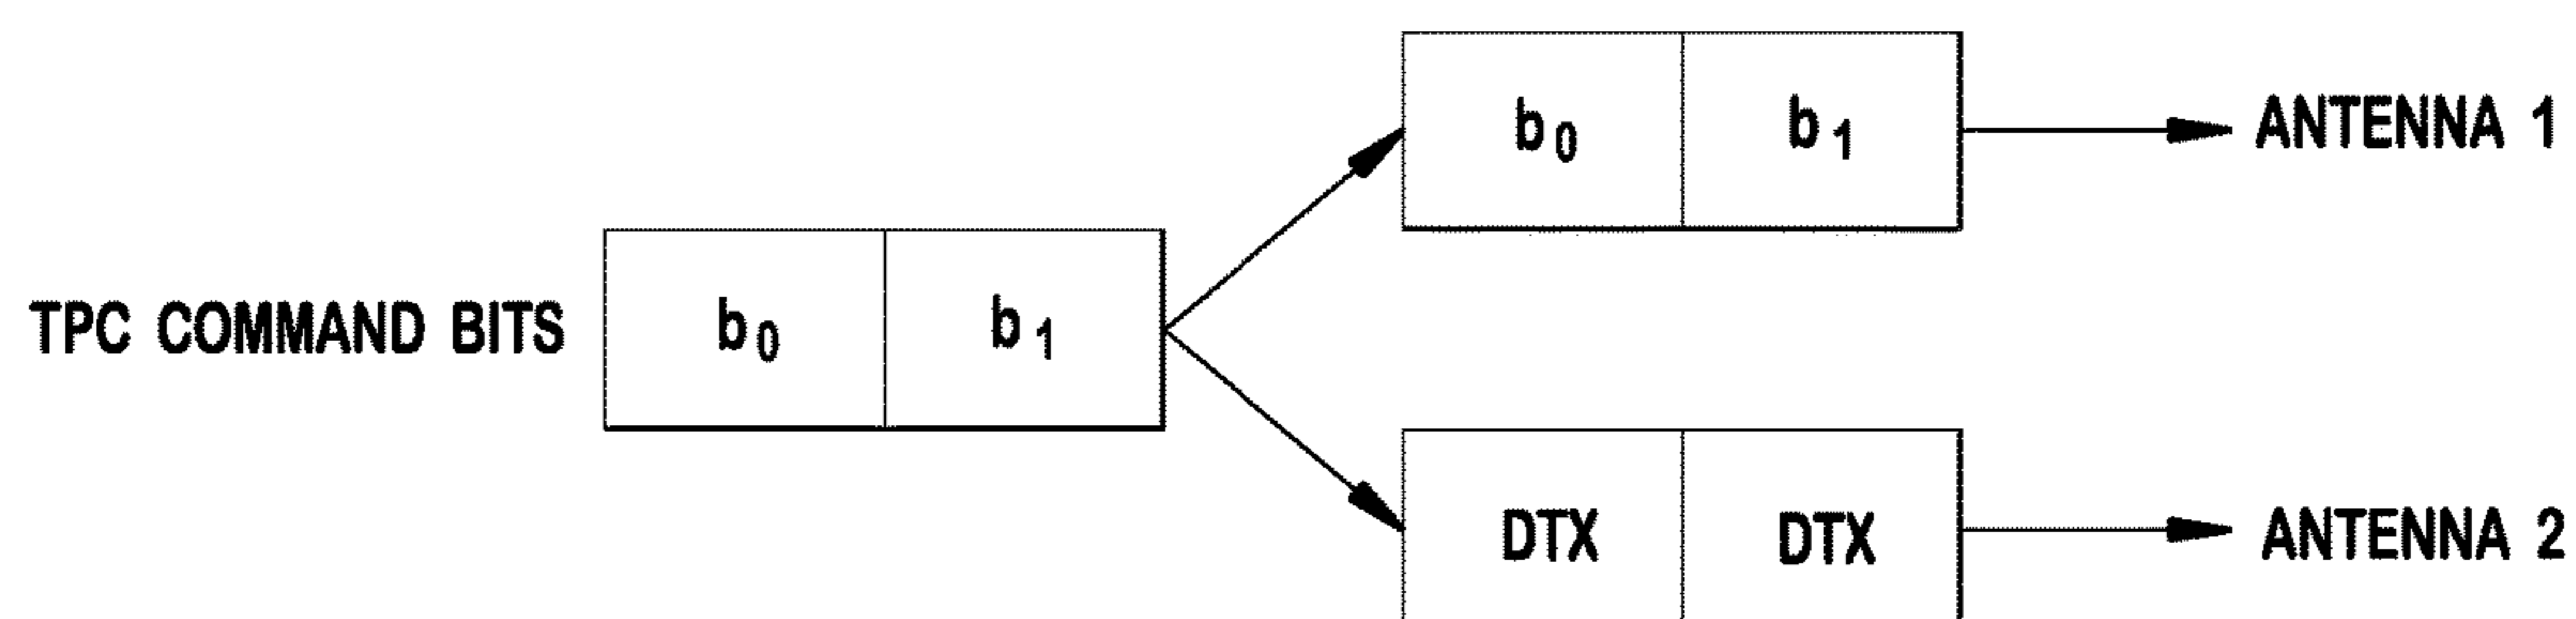 b₀ b₁ ANTENNA 1
TPC COMMAND BITS b₀ b₁
DTX DTX ANTENNA 2